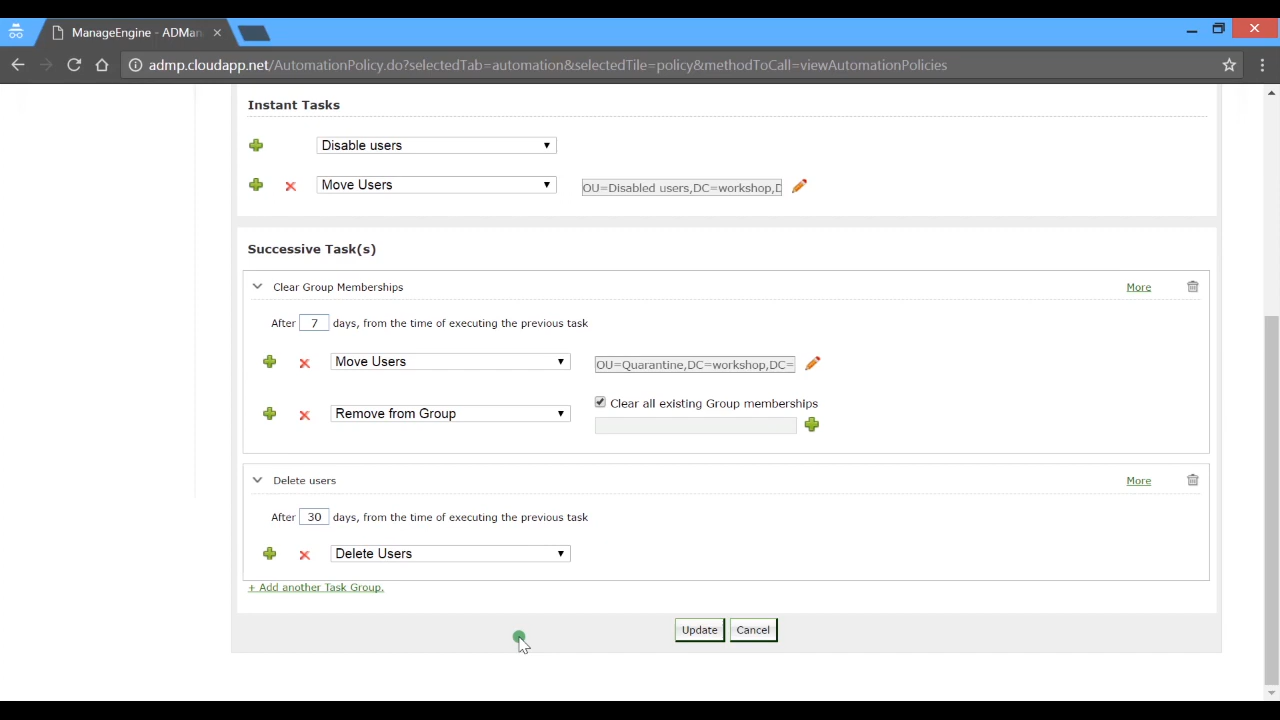 ManageEngine - ADMan
admp.cloudapp.net/AutomationPolicy.do?selectedTab=automation&selectedTile=policy&methodToCall=viewAutomationPolicies
Instant Tasks
Disable users
Move Users OU=Disabled users,DC=workshop,D
Successive Task(s)
Clear Group Memberships More
After 7 days, from the time of executing the previous task
Move Users OU=Quarantine,DC=workshop,DC=
Remove from Group Clear all existing Group memberships
Delete users More
After 30 days, from the time of executing the previous task
Delete Users
+ Add another Task Group.
Update Cancel